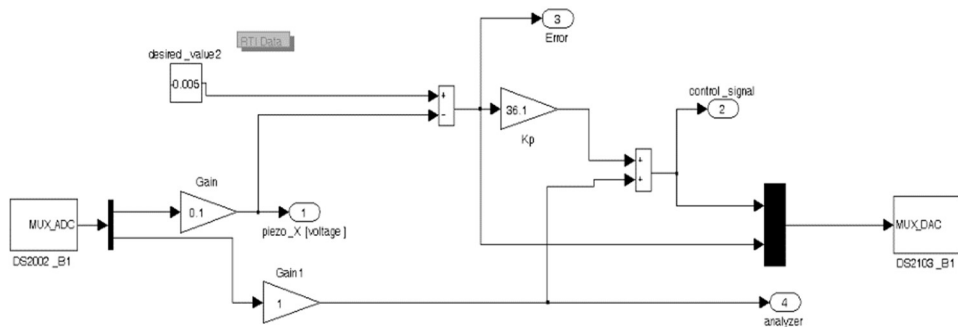 3
Error
RTI Data
desired_value2
-0.005
+
-
36.1
Kp
control_signal
2
+
+
Gain
0.1
1
piezo_X [voltage]
MUX_ADC
DS2002_B1
MUX_DAC
DS2103_B1
Gain1
1
4
analyzer